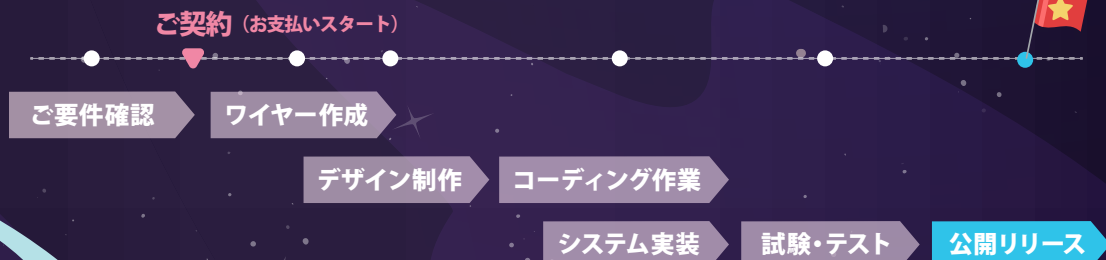 ご契約（お支払いスタート）
ご要件確認
ワイヤー作成
デザイン制作
コーディング作業
システム実装
試験・テスト
公開リリース